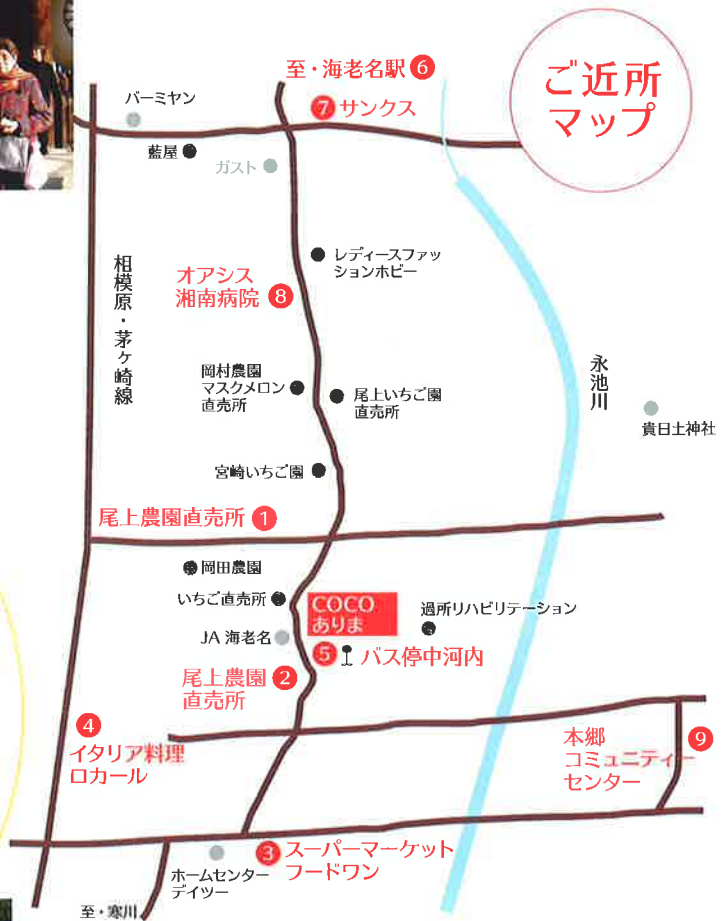 ご近所
マップ
至・海老名駅 6
7 サンクス
バーミヤン
藍屋
ガスト
レディースファッ
ションホビー
相模原・茅ヶ崎線
オアシス
湘南病院 8
岡村農園
マスクメロン
直売所
尾上いちご園
直売所
永池川
貴日土神社
宮崎いちご園
尾上農園直売所 1
岡田農園
いちご直売所
COCO
ありま
過所リハビリテーション
JA 海老名
5 バス停中河内
尾上農園 2
直売所
4
イタリア料理
ロカール
本郷 9
コミュニティー
センター
3 スーパーマーケット
フードワン
ホームセンター
デイツー
至・寒川